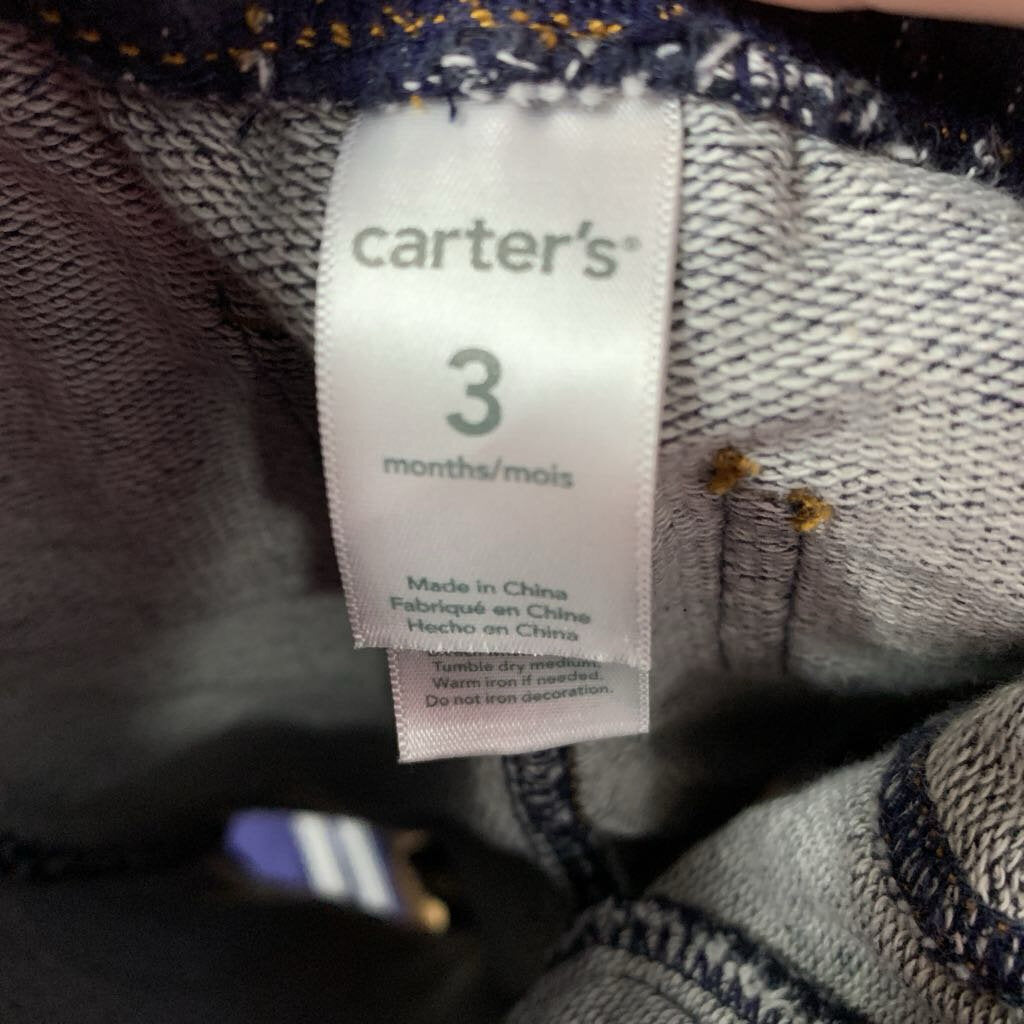 carter's®
3
months/mois
Made in China
Fabriqué en Chine
Hecho en China
Tumble dry medium.
Warm iron if needed.
Do not iron decoration.